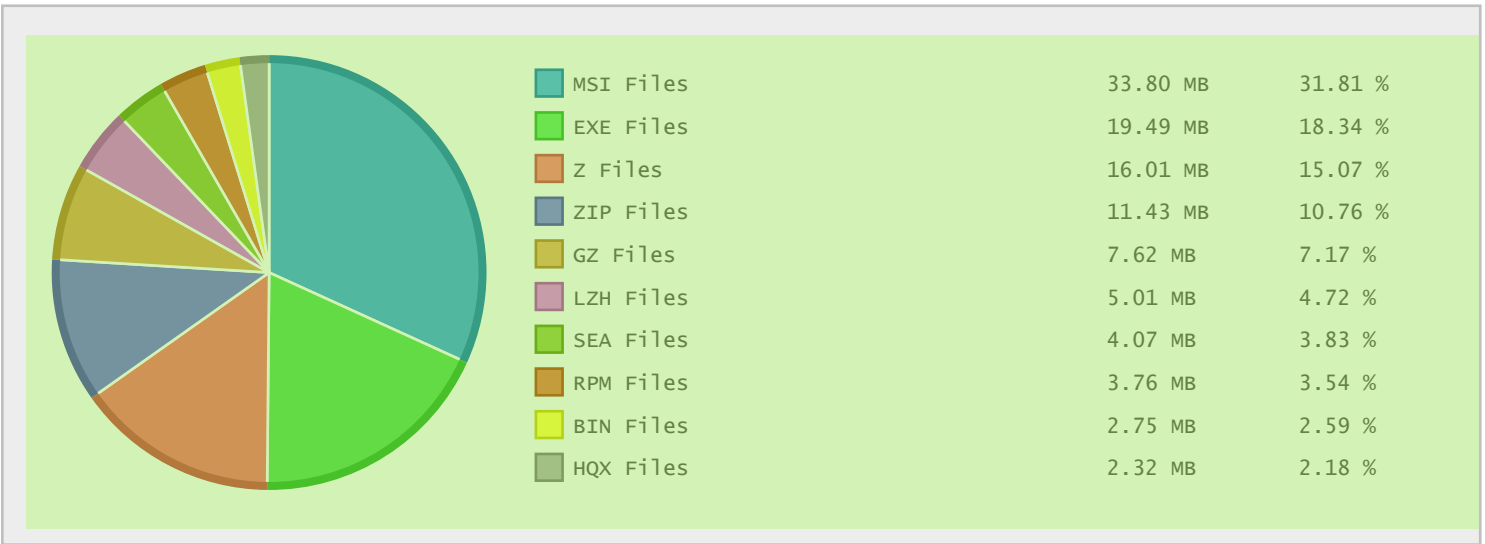 MSI Files 33.80 MB 31.81 %
EXE Files 19.49 MB 18.34 %
Z Files 16.01 MB 15.07 %
ZIP Files 11.43 MB 10.76 %
GZ Files 7.62 MB 7.17 %
LZH Files 5.01 MB 4.72 %
SEA Files 4.07 MB 3.83 %
RPM Files 3.76 MB 3.54 %
BIN Files 2.75 MB 2.59 %
HQX Files 2.32 MB 2.18 %